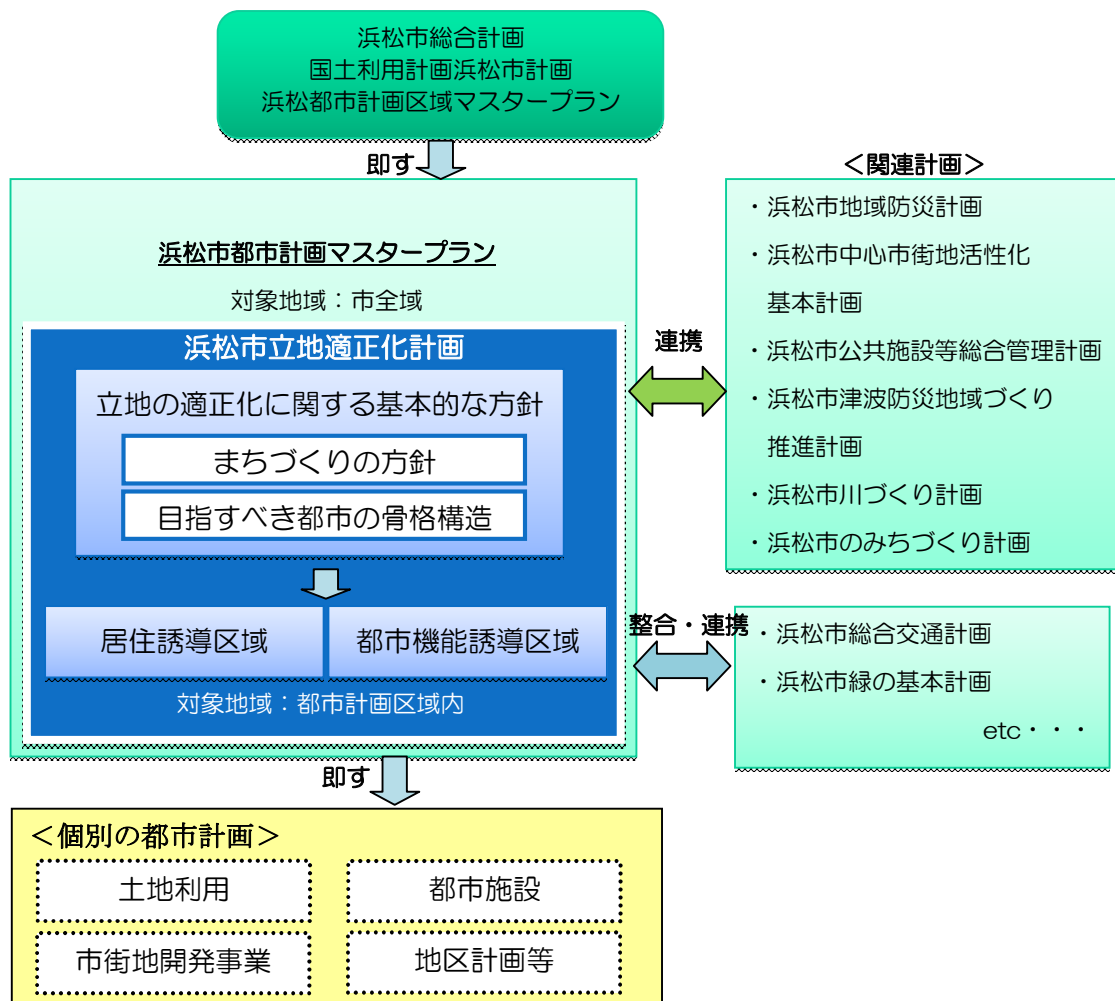 浜松市総合計画
国土利用計画浜松市計画
浜松都市計画区域マスタープラン
即す
浜松市都市計画マスタープラン
対象地域：市全域
浜松市立地適正化計画
立地の適正化に関する基本的な方針
まちづくりの方針
目指すべき都市の骨格構造
居住誘導区域
都市機能誘導区域
対象地域：都市計画区域内
連携
＜関連計画＞
・浜松市地域防災計画
・浜松市中心市街地活性化
基本計画
・浜松市公共施設等総合管理計画
・浜松市津波防災地域づくり
推進計画
・浜松市川づくり計画
・浜松市のみちづくり計画
整合・連携
・浜松市総合交通計画
・浜松市緑の基本計画
etc・・・
即す
＜個別の都市計画＞
土地利用
都市施設
市街地開発事業
地区計画等